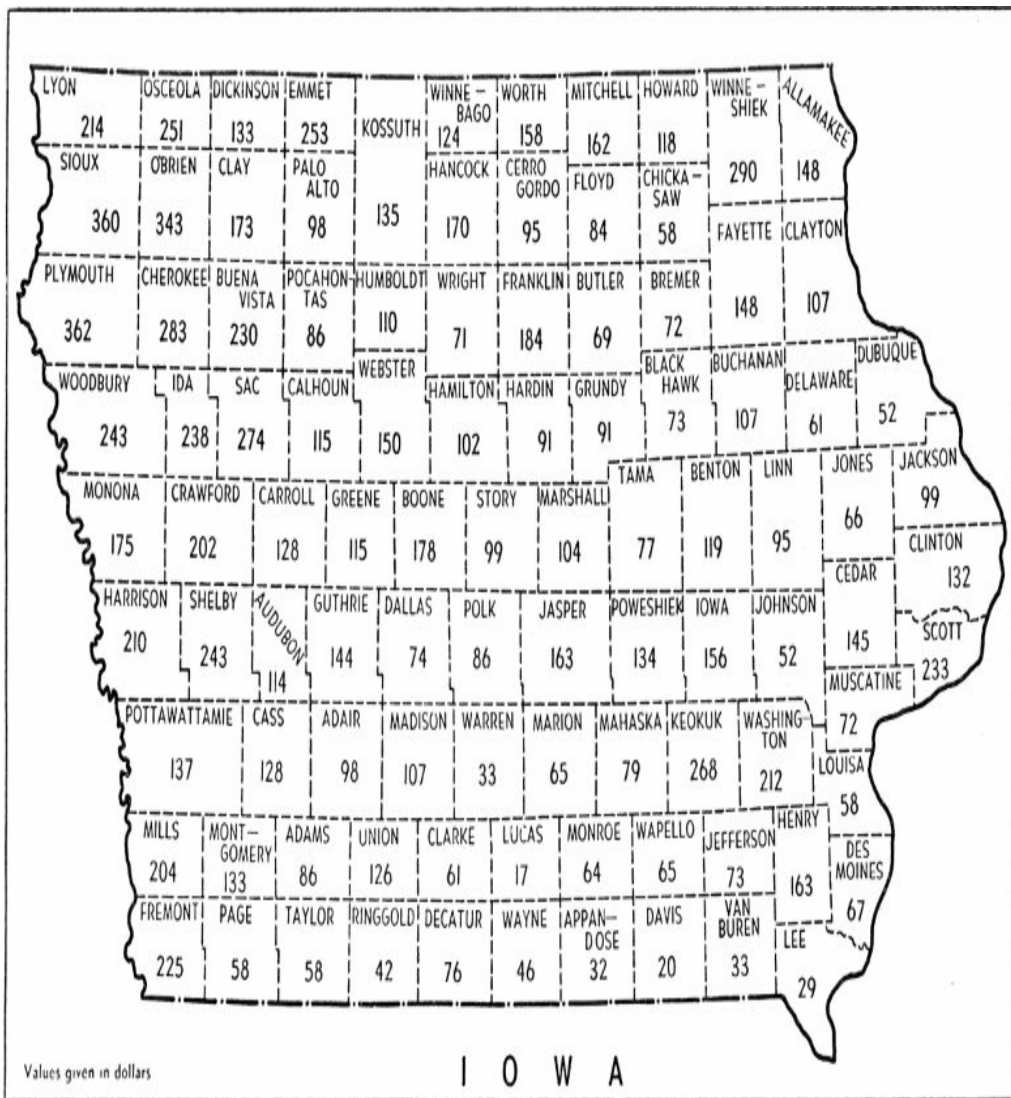 LYON
214
OSCEOLA
251
DICKINSON
133
EMMET
253
KOSSUTH
135
WINNE-
BAGO
124
WORTH
158
MITCHELL
162
HOWARD
118
WINNE-
SHIEK
290
ALLAMAKEE
148
SIOUX
360
O'BRIEN
343
CLAY
173
PALO
ALTO
98
HANCOCK
170
CERRO
GORDO
95
FLOYD
84
CHICKA-
SAW
58
FAYETTE
148
CLAYTON
107
PLYMOUTH
362
CHEROKEE
283
BUENA
VISTA
230
POCAHON-
TAS
86
HUMBOLDT
110
WRIGHT
71
FRANKLIN
184
BUTLER
69
BREMER
72
WOODBURY
243
IDA
238
SAC
274
CALHOUN
115
WEBSTER
150
HAMILTON
102
HARDIN
91
GRUNDY
91
BLACK
HAWK
73
BUCHANAN
107
DELAWARE
61
DUBUQUE
52
MONONA
175
CRAWFORD
202
CARROLL
128
GREENE
115
BOONE
178
STORY
99
MARSHALL
104
TAMA
77
BENTON
119
LINN
95
JONES
66
JACKSON
99
CLINTON
132
HARRISON
210
SHELBY
243
AUDUBON
114
GUTHRIE
144
DALLAS
74
POLK
86
JASPER
163
POWESHIEK
134
IOWA
156
JOHNSON
52
CEDAR
145
SCOTT
233
MUSCATINE
72
POTTAWATTAMIE
137
CASS
128
ADAIR
98
MADISON
107
WARREN
33
MARION
65
MAHASKA
79
KEOKUK
268
WASHING-
TON
212
LOUISA
58
MILLS
204
MONT-
GOMERY
133
ADAMS
86
UNION
126
CLARKE
61
LUCAS
17
MONROE
64
WAPELLO
65
JEFFERSON
73
HENRY
163
DES
MOINES
67
FREMONT
225
PAGE
58
TAYLOR
58
RINGGOLD
42
DECATUR
76
WAYNE
46
APPAN-
DOSE
32
DAVIS
20
VAN
BUREN
33
LEE
29
Values given in dollars
IOWA